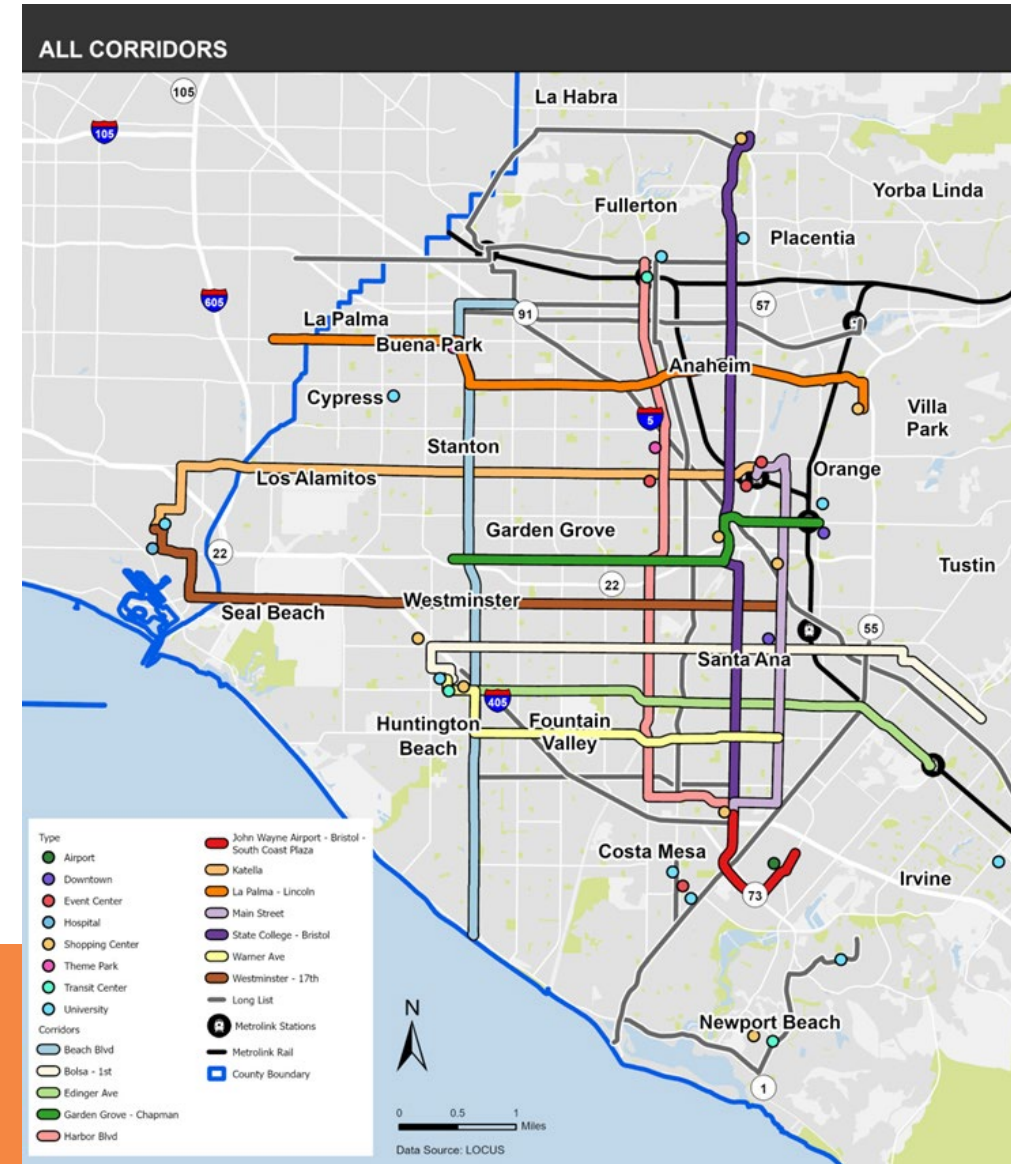 ALL CORRIDORS
105
105
La Habra
Yorba Linda
Fullerton
Placentia
605
57
La Palma
91
Buena Park
Anaheim
Cypress
Villa
Park
5
Stanton
Orange
Los Alamitos
Garden Grove
22
22
Tustin
Westminster
Seal Beach
55
Santa Ana
405
Huntington
Beach
Fountain
Valley
Costa Mesa
Irvine
73
Newport Beach
1
Type
Airport
Downtown
Event Center
Hospital
Shopping Center
Theme Park
Transit Center
University
Corridors
Beach Blvd
Bolsa - 1st
Edinger Ave
Garden Grove - Chapman
Harbor Blvd
John Wayne Airport - Bristol -
South Coast Plaza
Katella
La Palma - Lincoln
Main Street
State College - Bristol
Warner Ave
Westminster - 17th
Long List
Metrolink Stations
Metrolink Rail
County Boundary
N
0 0.5 1
Miles
Data Source: LOCUS